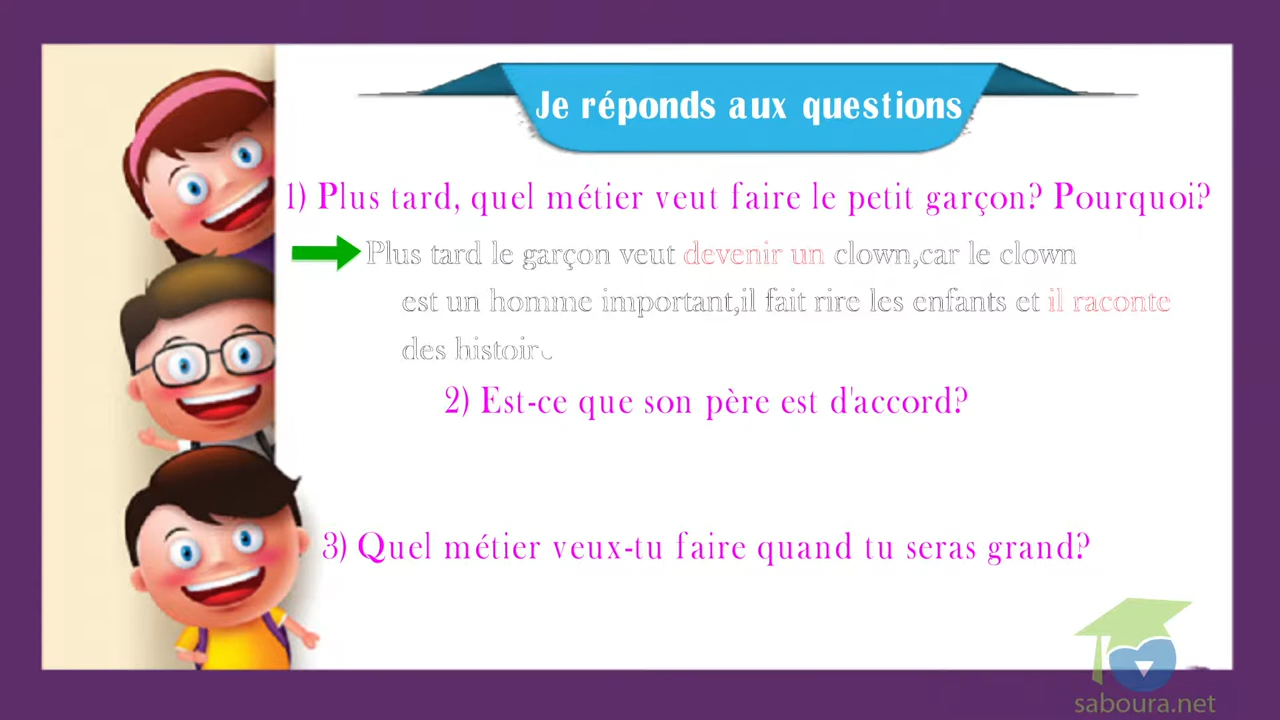 Je réponds aux questions
1) Plus tard, quel métier veut faire le petit garçon? Pourquoi?
Plus tard le garçon veut devenir un clown,car le clown
est un homme important,il fait rire les enfants et il raconte
des histoir
2) Est-ce que son père est d'accord?
3) Quel métier veux-tu faire quand tu seras grand?
saboura.net